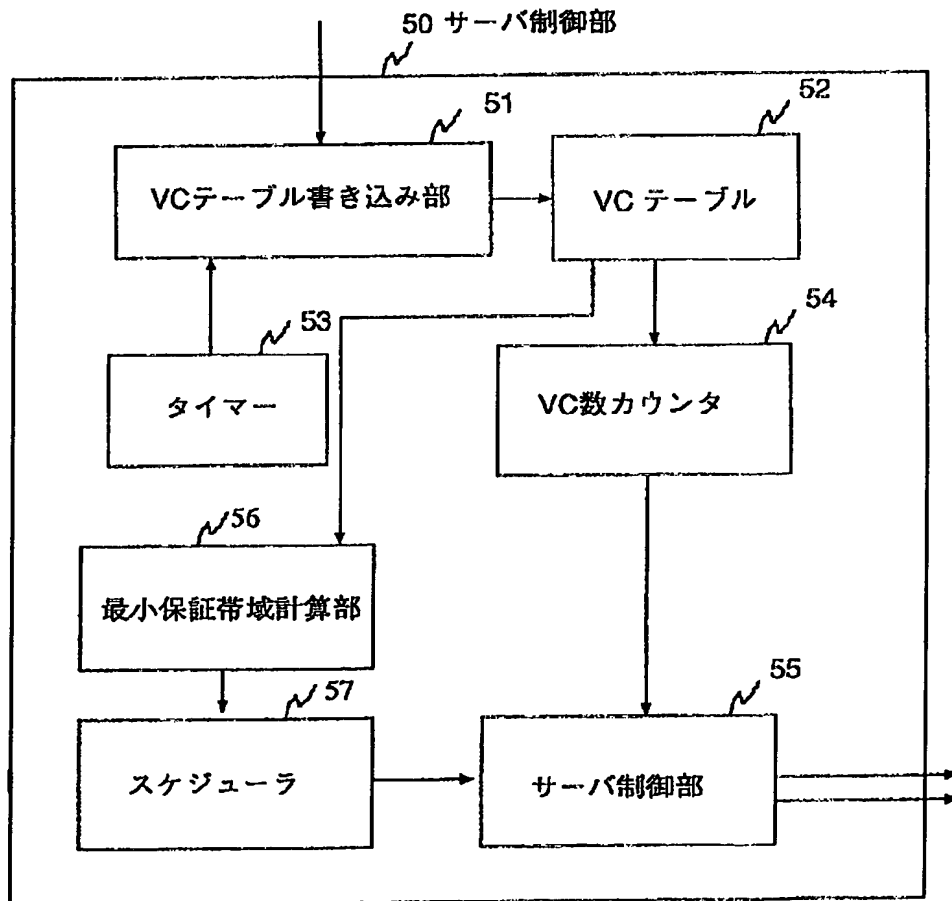 50 サーバ制御部
51
52
VCテーブル書き込み部
VC テーブル
53
54
タイマー
VC数カウンタ
56
最小保証帯域計算部
57
55
スケジューラ
サーバ制御部